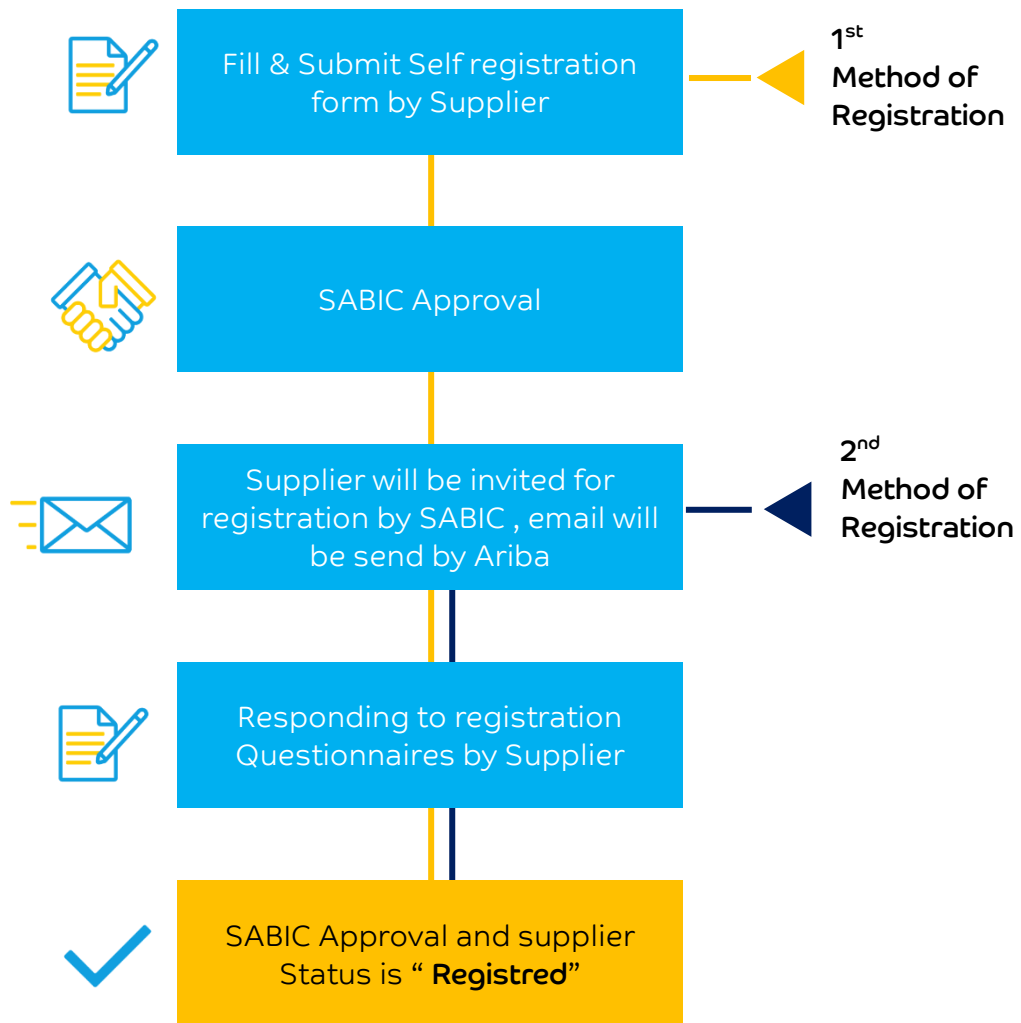 Fill & Submit Self registration
form by Supplier
1st
Method of
Registration
SABIC Approval
Supplier will be invited for
registration by SABIC , email will
be send by Ariba
2nd
Method of
Registration
Responding to registration
Questionnaires by Supplier
SABIC Approval and supplier
Status is “ Registred”